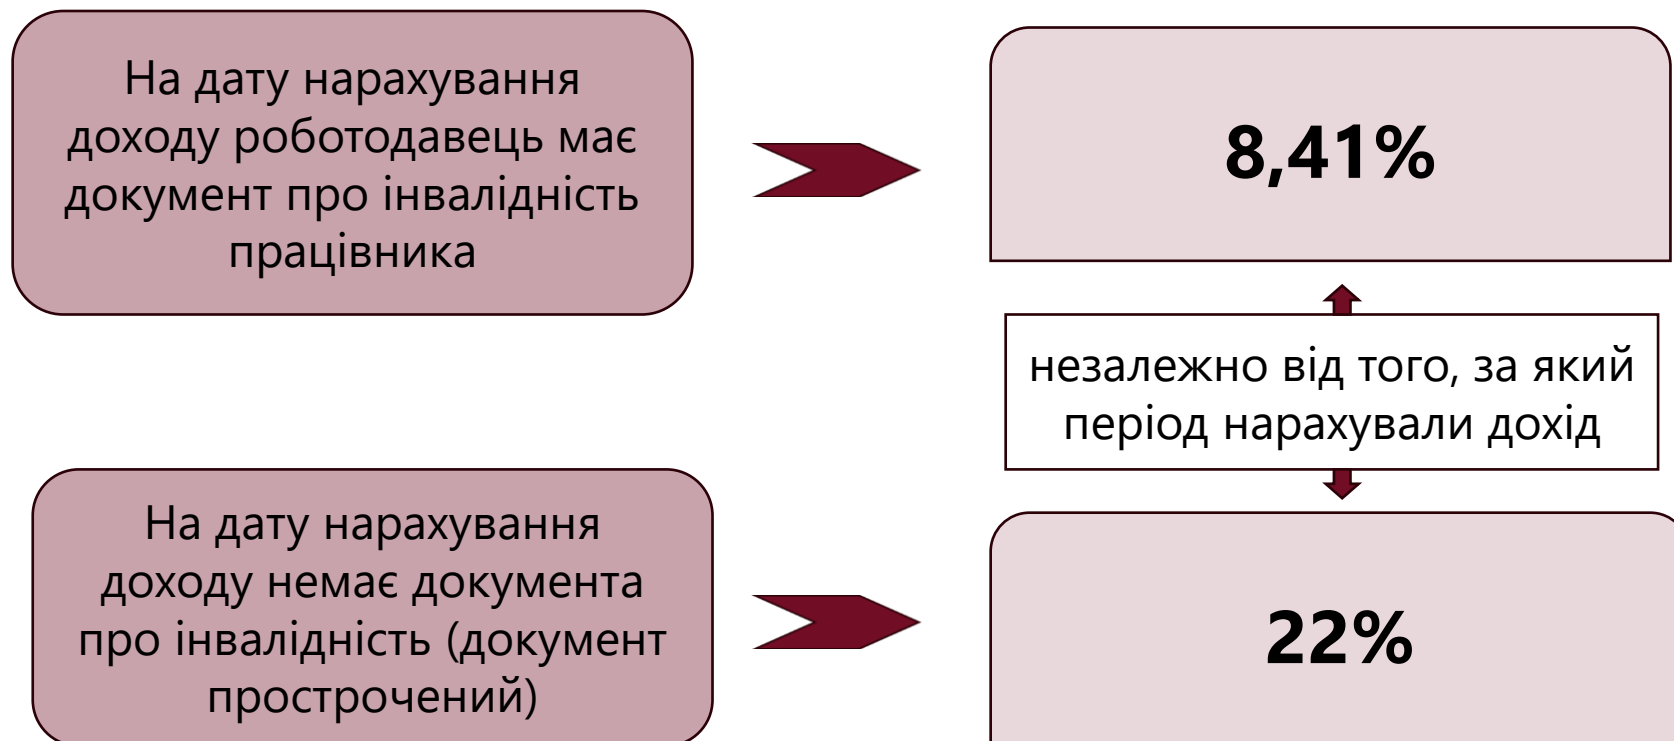 На дату нарахування
доходу роботодавець має
документ про інвалідність
працівника
8,41%
незалежно від того, за який
період нарахували дохід
На дату нарахування
доходу немає документа
про інвалідність (документ
прострочений)
22%